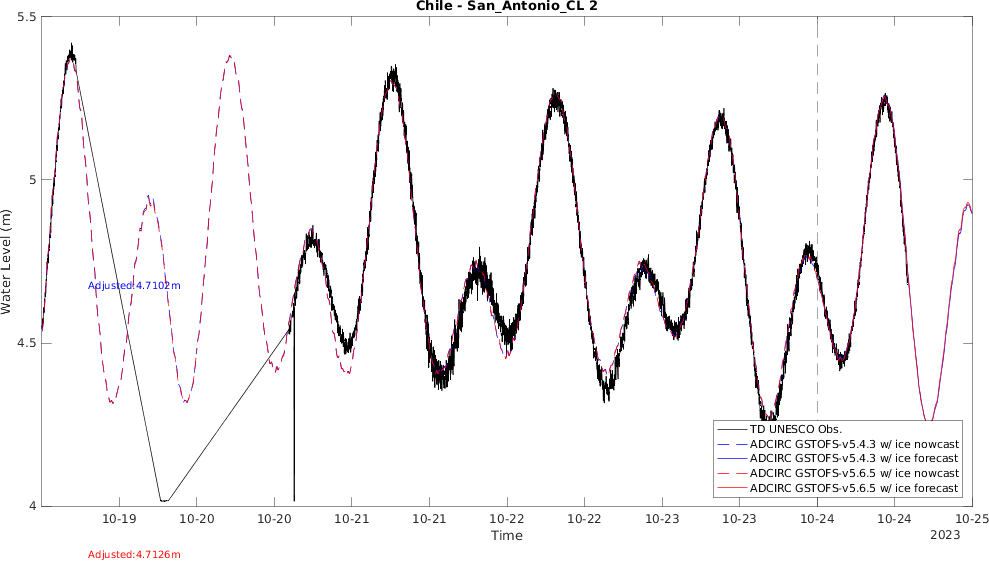 Chile - San_Antonio_CL 2
5.5
5
4.5
4
Water Level (m)
Adjusted:4.7102m
TD UNESCO Obs.
ADCIRC GSTOFS-v5.4.3 w/ ice nowcast
ADCIRC GSTOFS-v5.4.3 w/ ice forecast
ADCIRC GSTOFS-v5.6.5 w/ ice nowcast
ADCIRC GSTOFS-v5.6.5 w/ ice forecast
10-19 10-20 10-20 10-21 10-21 10-22 10-22 10-23 10-23 10-24 10-24 10-25
Time
2023
Adjusted:4.7126m